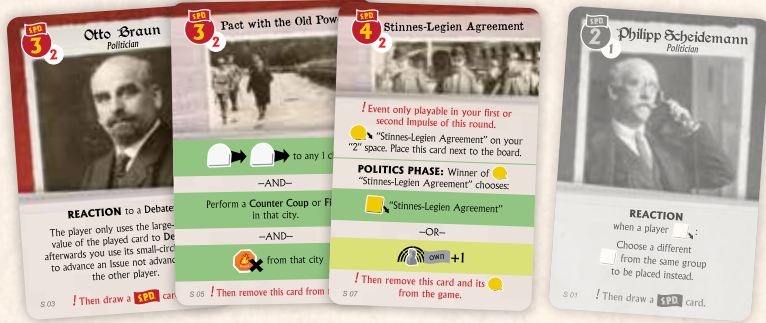 SPD
3
2
Otto Braun
Politician
REACTION to a Debate
The player only uses the large-
value of the played card to De
afterwards you use its small-circ
to advance an Issue not advanc
the other player.
! Then draw a SPD car
S 03
SPD
3
2
Pact with the Old Pow
to any 1 ci
—AND—
Perform a Counter Coup or Fi
in that city.
—AND—
from that city
! Then remove this card from
S 05
SPD
4
2
Stinnes-Legien Agreement
! Event only playable in your first or
second Impulse of this round.
"Stinnes-Legien Agreement" on your
"2" space. Place this card next to the board.
POLITICS PHASE: Winner of
"Stinnes-Legien Agreement" chooses:
"Stinnes-Legien Agreement"
—OR—
own +1
! Then remove this card and its
from the game.
S 07
SPD
2
1
Philipp Scheidemann
Politician
REACTION
when a player :
Choose a different
from the same group
to be placed instead.
! Then draw a SPD card.
S 01